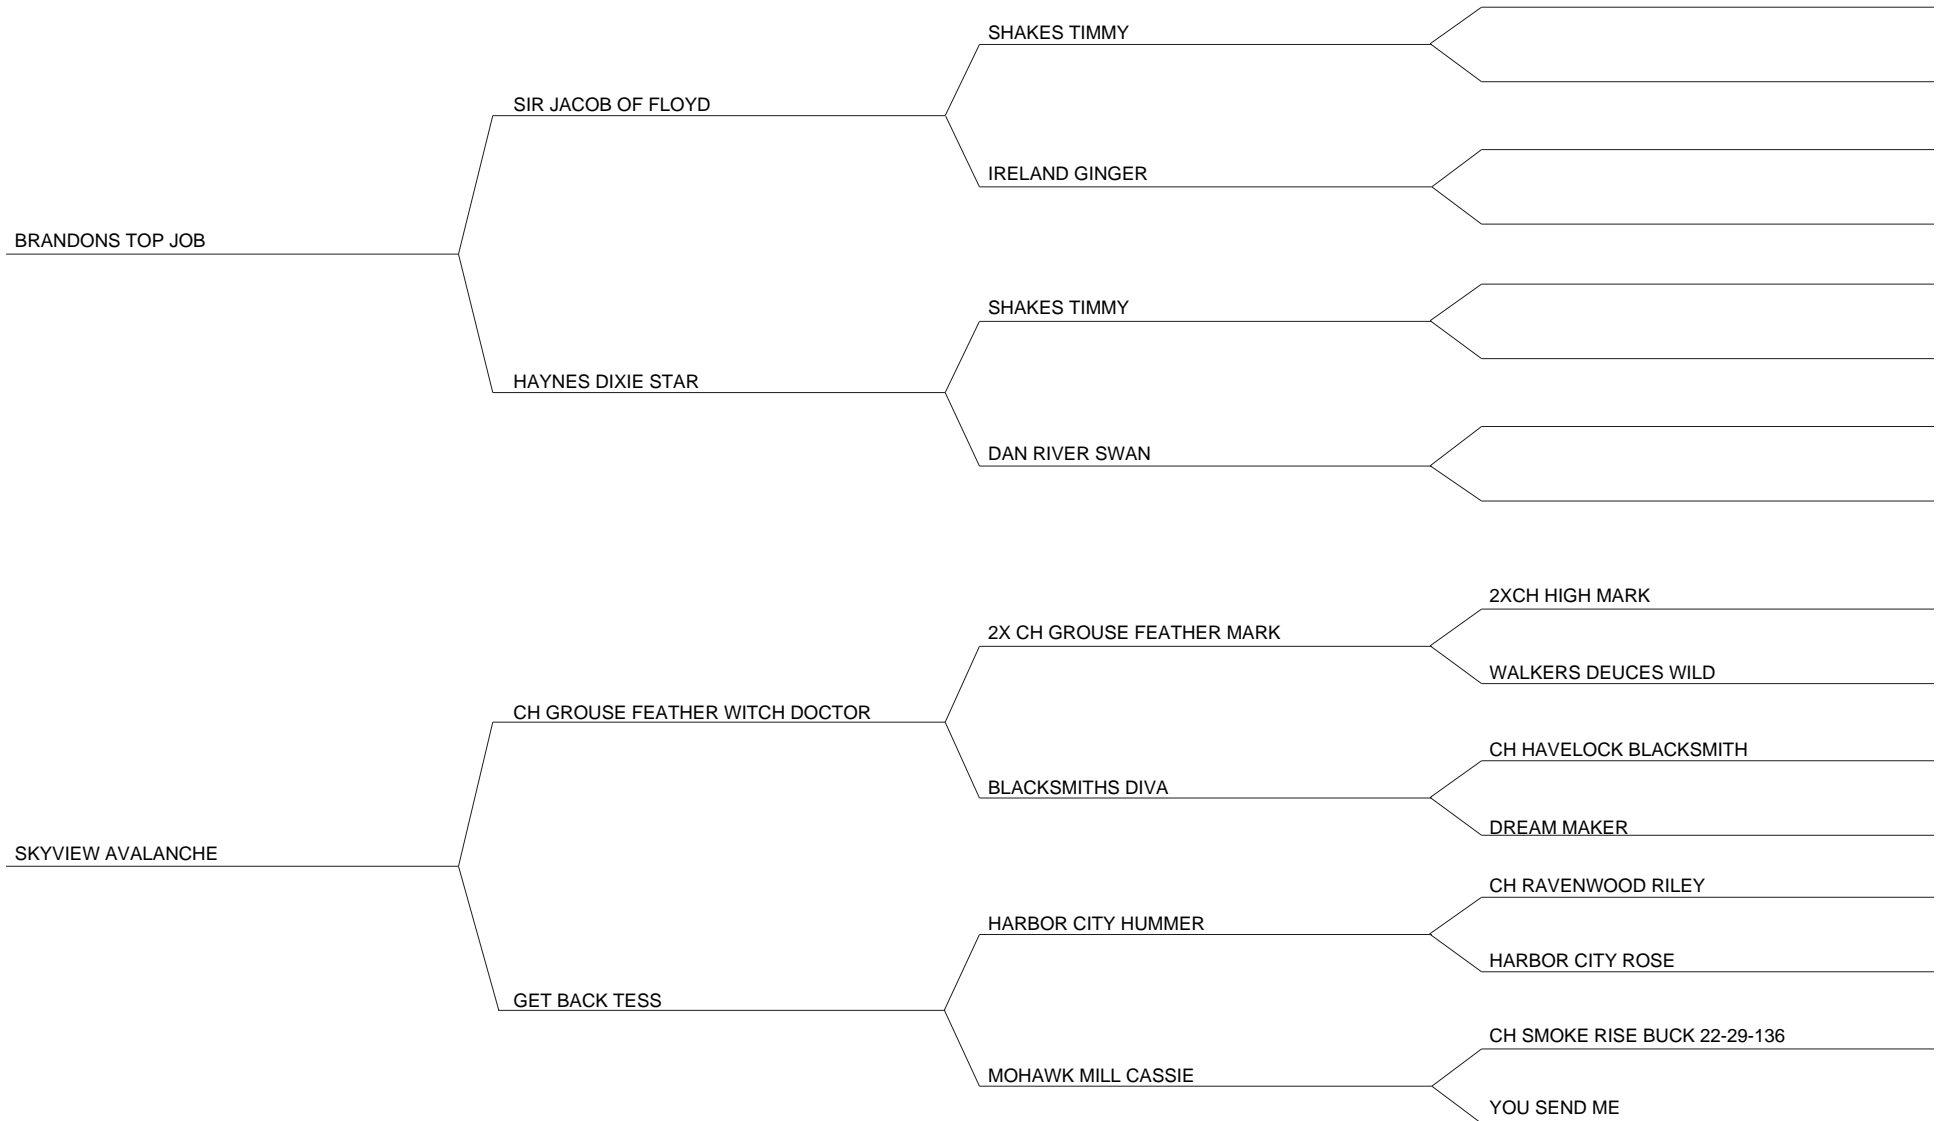 SHAKES TIMMY
SIR JACOB OF FLOYD
IRELAND GINGER
BRANDONS TOP JOB
SHAKES TIMMY
HAYNES DIXIE STAR
DAN RIVER SWAN
2XCH HIGH MARK
2X CH GROUSE FEATHER MARK
WALKERS DEUCES WILD
CH GROUSE FEATHER WITCH DOCTOR
CH HAVELOCK BLACKSMITH
BLACKSMITHS DIVA
DREAM MAKER
SKYVIEW AVALANCHE
CH RAVENWOOD RILEY
HARBOR CITY HUMMER
HARBOR CITY ROSE
GET BACK TESS
CH SMOKE RISE BUCK 22-29-136
MOHAWK MILL CASSIE
YOU SEND ME